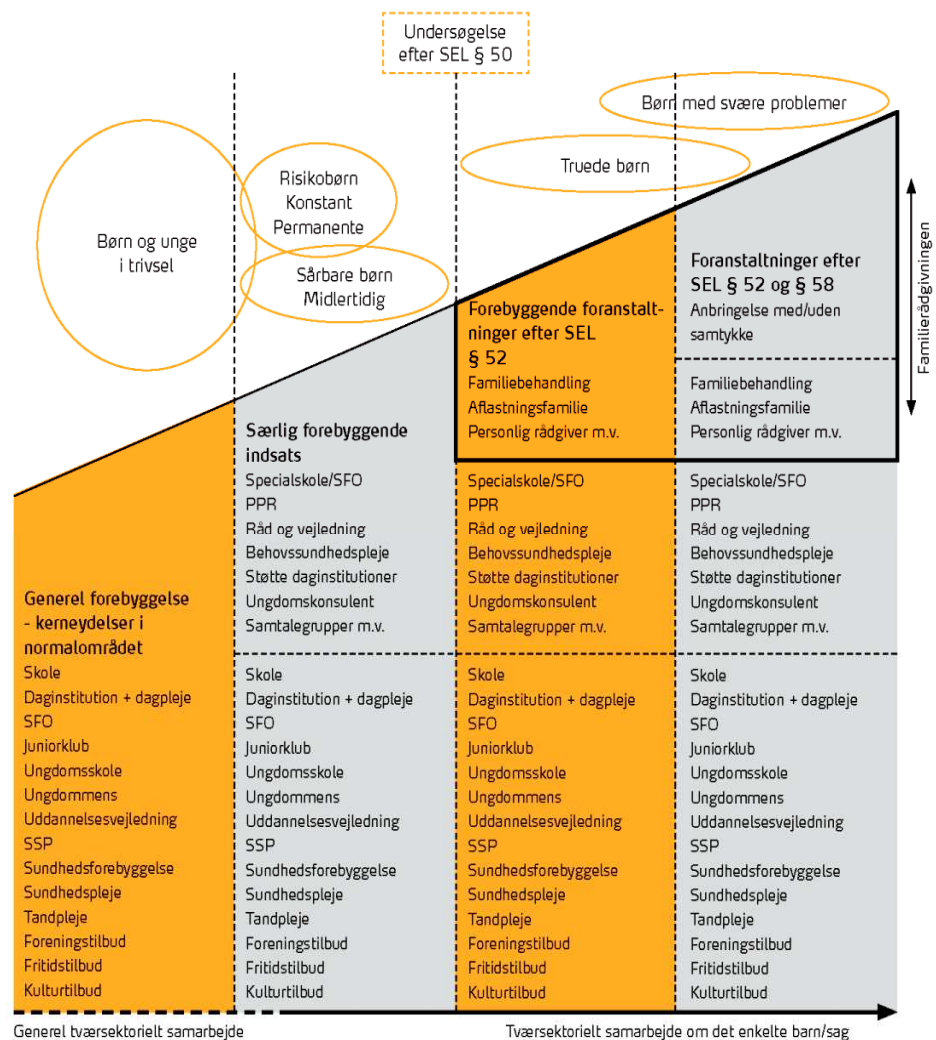 Undersøgelse
efter SEL § 50
Børn med svære problemer
Truede børn
Risikobørn
Konstant
Permanente
Børn og unge
i trivsel
Sårbare børn
Midlertidig
Familierådgivningen
Generel forebyggelse
- kerneydelser i
normalområdet
Skole
Daginstitution + dagpleje
SFO
Juniorklub
Ungdomsskole
Ungdommens
Uddannelsesvejledning
SSP
Sundhedsforebyggelse
Sundhedspleje
Tandpleje
Foreningstilbud
Fritidstilbud
Kulturtilbud
Særlig forebyggende
indsats
Specialskole/SFO
PPR
Råd og vejledning
Behovssundhedspleje
Støtte daginstitutioner
Ungdomskonsulent
Samtalegrupper m.v.
Skole
Daginstitution + dagpleje
SFO
Juniorklub
Ungdomsskole
Ungdommens
Uddannelsesvejledning
SSP
Sundhedsforebyggelse
Sundhedspleje
Tandpleje
Foreningstilbud
Fritidstilbud
Kulturtilbud
Forebyggende foranstalt-
ninger efter SEL
§ 52
Familiebehandling
Aflastningsfamilie
Personlig rådgiver m.v.
Specialskole/SFO
PPR
Råd og vejledning
Behovssundhedspleje
Støtte daginstitutioner
Ungdomskonsulent
Samtalegrupper m.v.
Skole
Daginstitution + dagpleje
SFO
Juniorklub
Ungdomsskole
Ungdommens
Uddannelsesvejledning
SSP
Sundhedsforebyggelse
Sundhedspleje
Tandpleje
Foreningstilbud
Fritidstilbud
Kulturtilbud
Foranstaltninger efter
SEL § 52 og § 58
Anbringelse med/uden
samtykke
Familiebehandling
Aflastningsfamilie
Personlig rådgiver m.v.
Specialskole/SFO
PPR
Råd og vejledning
Behovssundhedspleje
Støtte daginstitutioner
Ungdomskonsulent
Samtalegrupper m.v.
Skole
Daginstitution + dagpleje
SFO
Juniorklub
Ungdomsskole
Ungdommens
Uddannelsesvejledning
SSP
Sundhedsforebyggelse
Sundhedspleje
Tandpleje
Foreningstilbud
Fritidstilbud
Kulturtilbud
Generel tværsektorielt samarbejde
Tværsektorielt samarbejde om det enkelte barn/sag